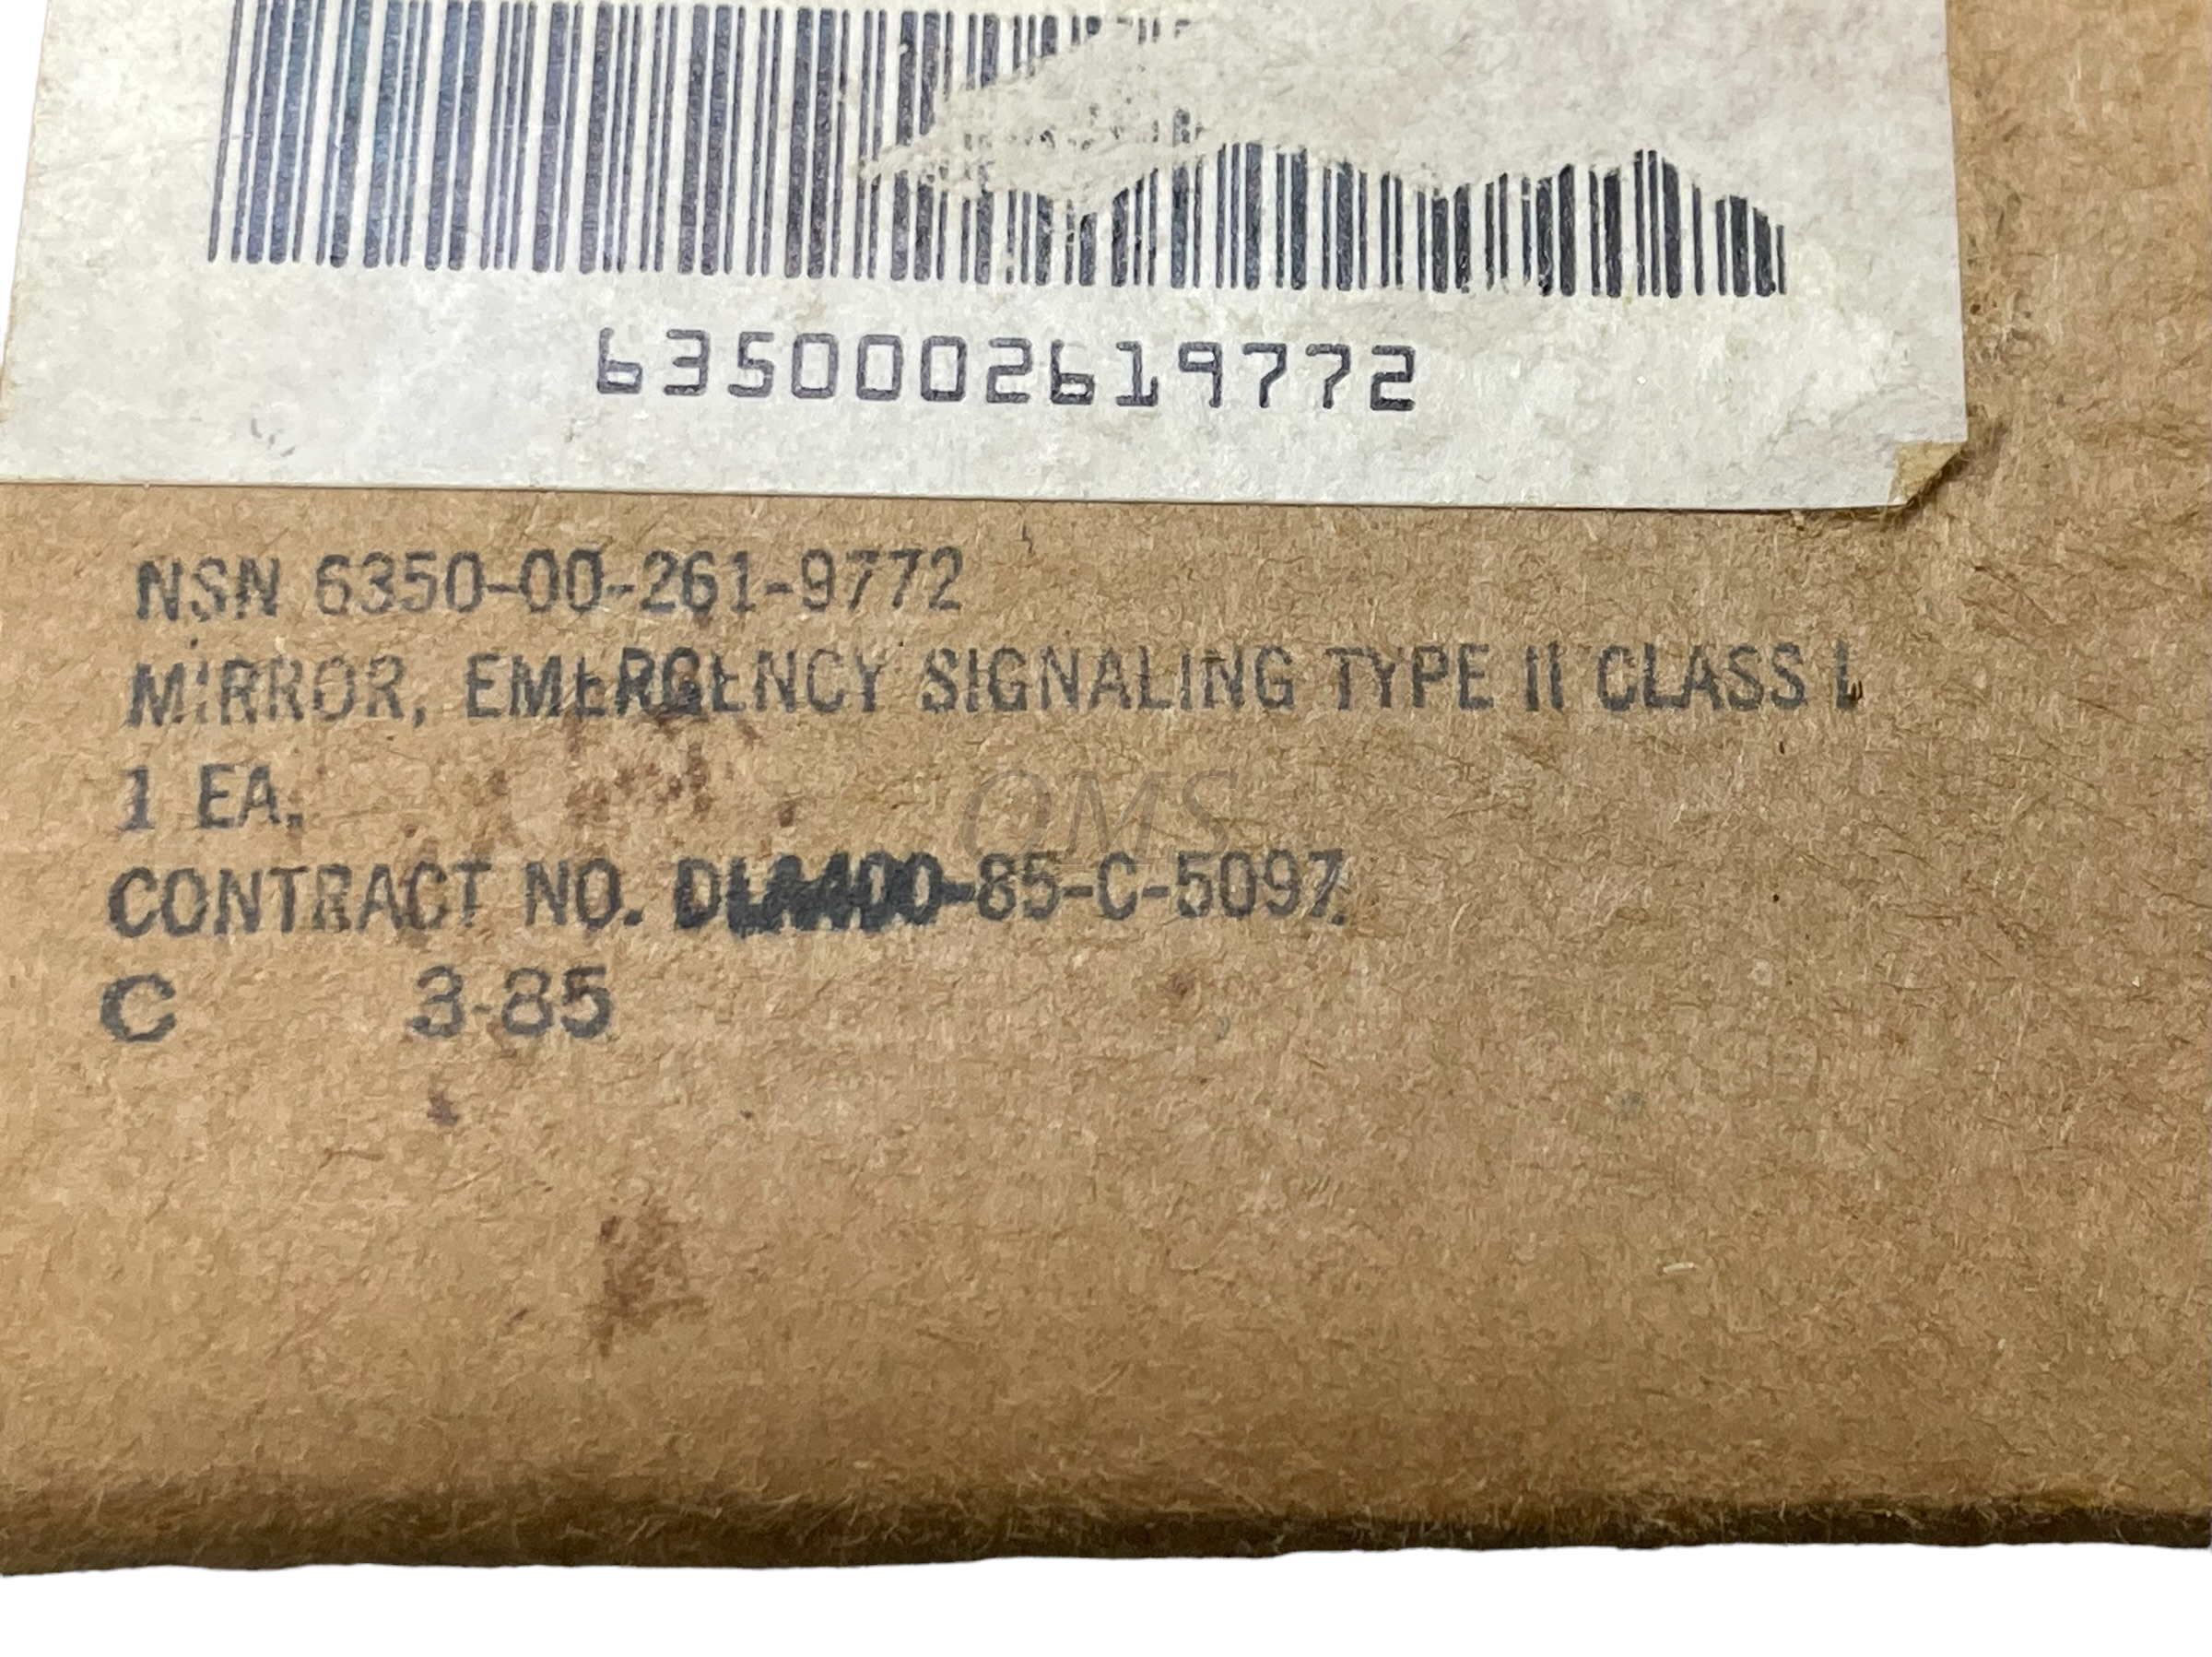 6350002619772
NSN 6350-00-261-9772
MIRROR, EMERGENCY SIGNALING TYPE II CLASS L
1 EA.
QMS
CONTRACT NO. DLA400-85-C-5097
C 3-85